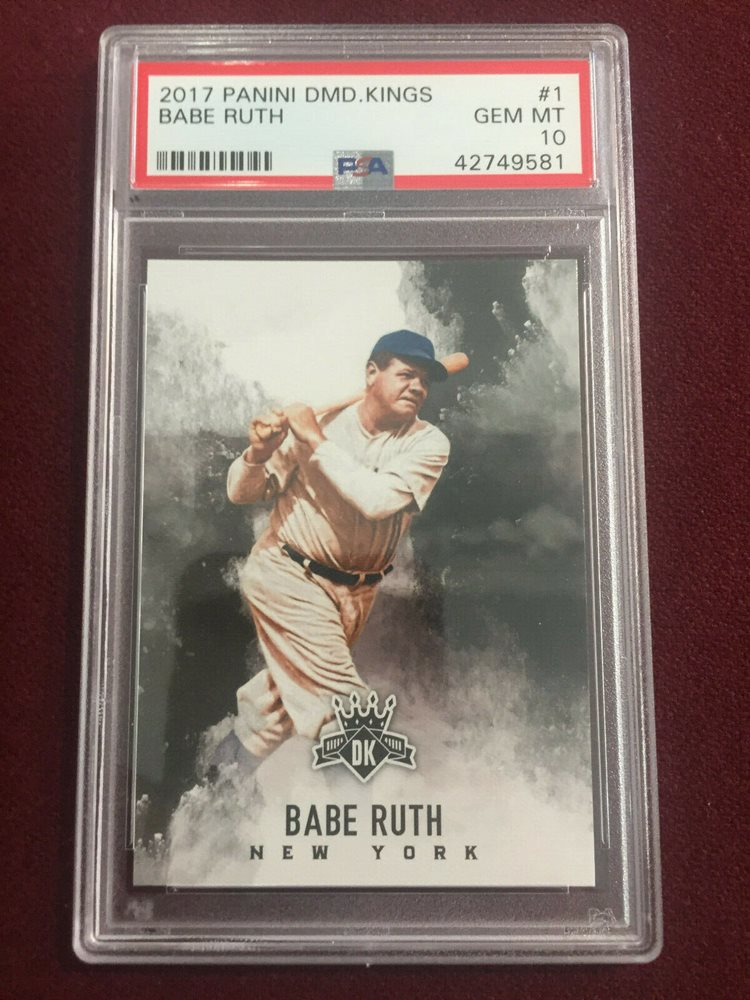 2017 PANINI DMD.KINGS #1
BABE RUTH GEM MT
10
PSA 42749581
DK
BABE RUTH
NEW YORK